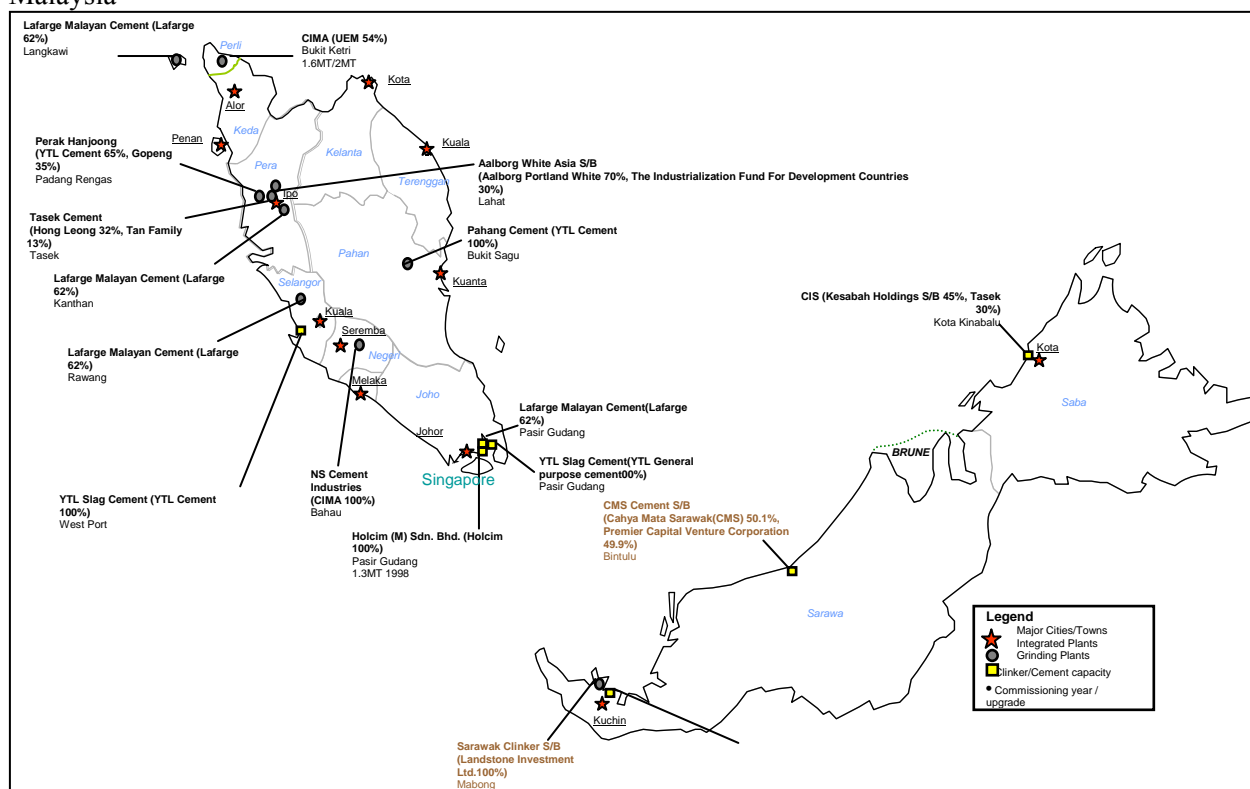 Malaysia
Lafarge Malayan Cement (Lafarge
62%)
Langkawi
Perli
CIMA (UEM 54%)
Bukit Ketri
1.6MT/2MT
Kota
Alor
Keda
Penan
Kuala
Kelanta
Pera
Terenggan
Perak Hanjoong
(YTL Cement 65%, Gopeng
35%)
Padang Rengas
Aalborg White Asia S/B
(Aalborg Portland White 70%, The Industrialization Fund For Development Countries
30%)
Lahat
Ipo
Tasek Cement
(Hong Leong 32%, Tan Family
13%)
Tasek
Pahang Cement (YTL Cement
100%)
Bukit Sagu
Pahan
Lafarge Malayan Cement (Lafarge
62%)
Kanthan
Selangor
Kuanta
CIS (Kesabah Holdings S/B 45%, Tasek
30%)
Kota Kinabalu
Kuala
Seremba
Negeri
Kota
Lafarge Malayan Cement (Lafarge
62%)
Rawang
Melaka
Joho
Saba
Lafarge Malayan Cement(Lafarge
62%)
Pasir Gudang
Johor
BRUNE
YTL Slag Cement(YTL General
purpose cement00%)
Pasir Gudang
Singapore
NS Cement
Industries
(CIMA 100%)
Bahau
YTL Slag Cement (YTL Cement
100%)
West Port
CMS Cement S/B
(Cahya Mata Sarawak(CMS) 50.1%,
Premier Capital Venture Corporation
49.9%)
Bintulu
Holcim (M) Sdn. Bhd. (Holcim
100%)
Pasir Gudang
1.3MT 1998
Sarawa
Legend
Major Cities/Towns
Integrated Plants
Grinding Plants
Clinker/Cement capacity
• Commissioning year /
upgrade
Kuchin
Sarawak Clinker S/B
(Landstone Investment
Ltd.100%)
Mabong